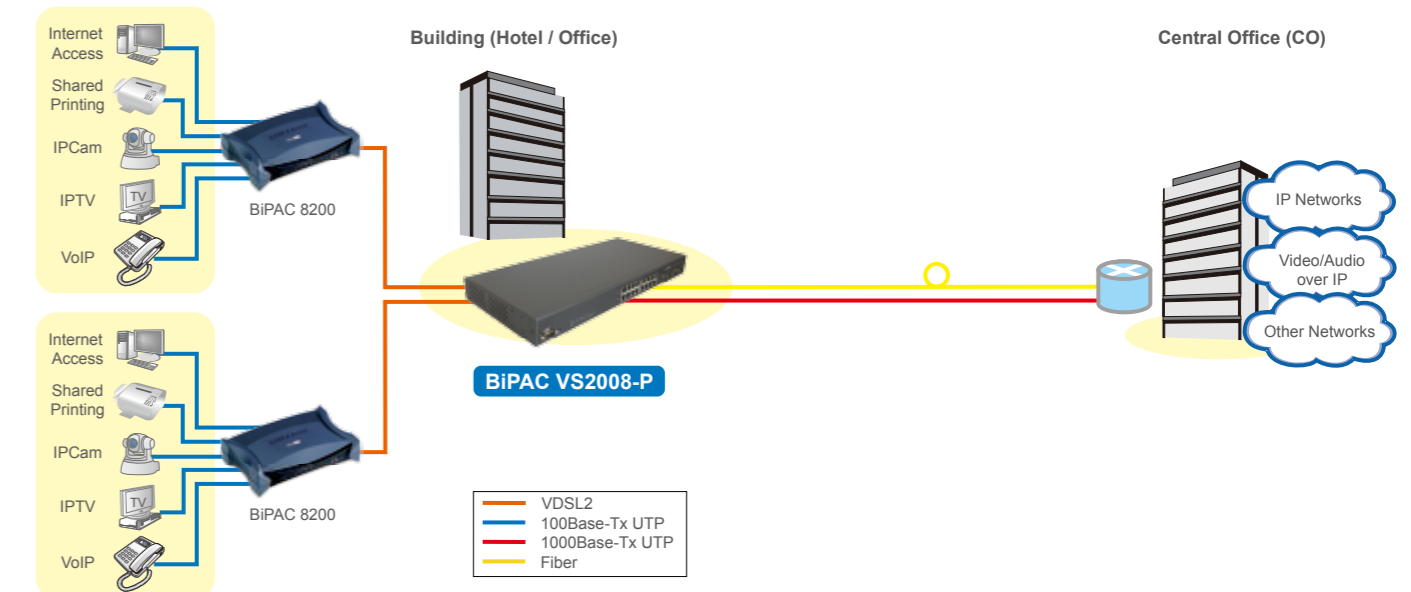 Building (Hotel / Office)
Central Office (CO)
Internet
Access
Shared
Printing
IPCam
IPTV
TV
VoIP
BiPAC 8200
Internet
Access
Shared
Printing
IPCam
IPTV
TV
VoIP
BiPAC 8200
BiPAC VS2008-P
IP Networks
Video/Audio
over IP
Other Networks
VDSL2
100Base-Tx UTP
1000Base-Tx UTP
Fiber